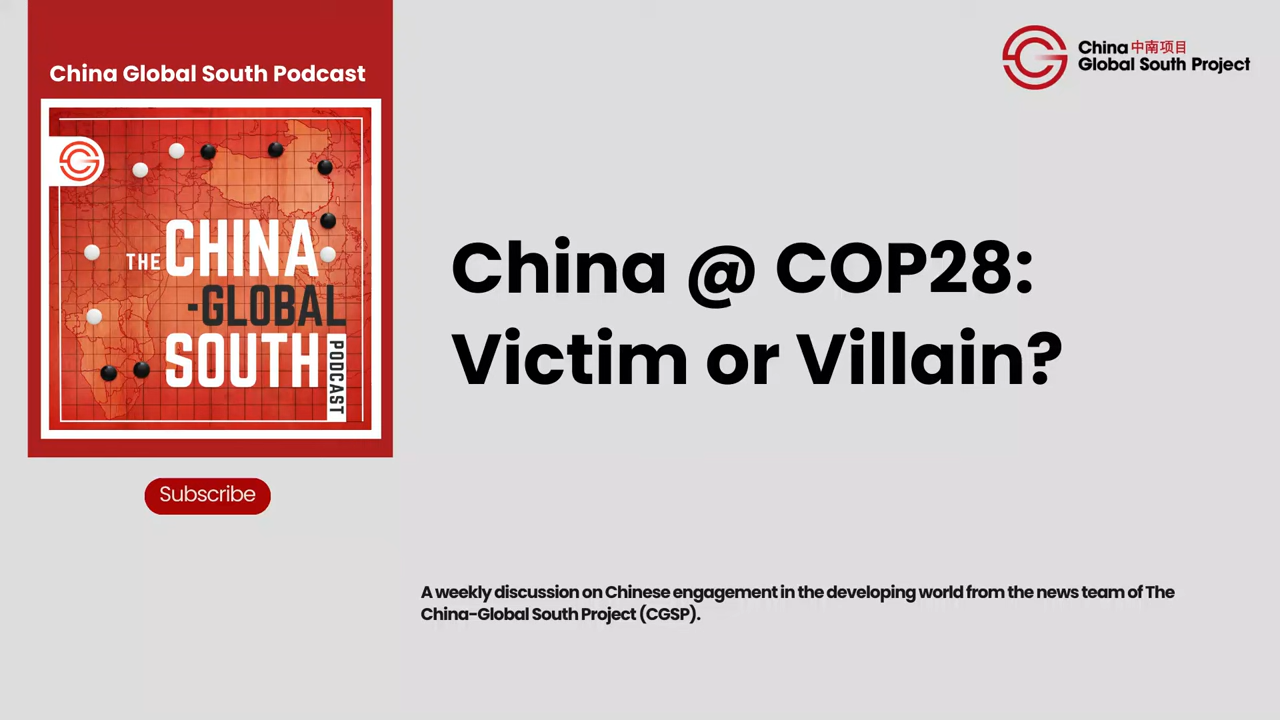 China Global South Podcast
THE CHINA
-GLOBAL
SOUTH
PODCAST
Subscribe
China 中南项目
Global South Project
China @ COP28:
Victim or Villain?
A weekly discussion on Chinese engagement in the developing world from the news team of The
China-Global South Project (CGSP).